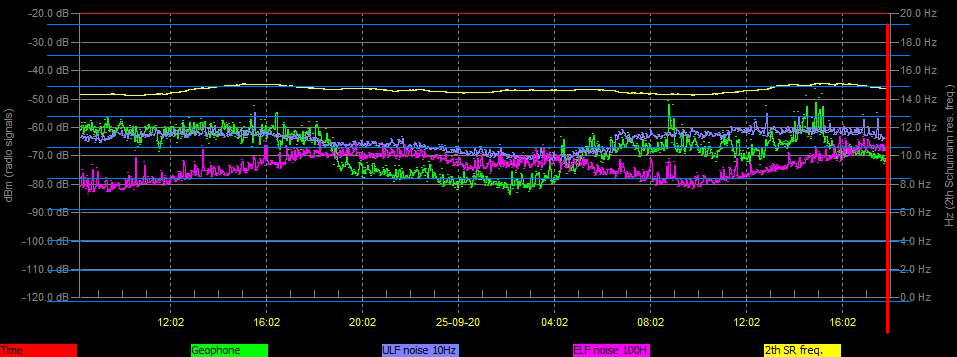 -20.0 dB 20.0 Hz
-30.0 dB 18.0 Hz
-40.0 dB 16.0 Hz
-50.0 dB 14.0 Hz
-60.0 dB 12.0 Hz
-70.0 dB 10.0 Hz
-80.0 dB 8.0 Hz
-90.0 dB 6.0 Hz
-100.0 dB 4.0 Hz
-110.0 dB 2.0 Hz
-120.0 dB 0.0 Hz
dBm (radio signals)
Hz (2th Schumann res. freq.)
12:02 16:02 20:02 25-09-20 04:02 08:02 12:02 16:02
Time Geophone ULF noise 10Hz ELF noise 100H 2th SR freq.